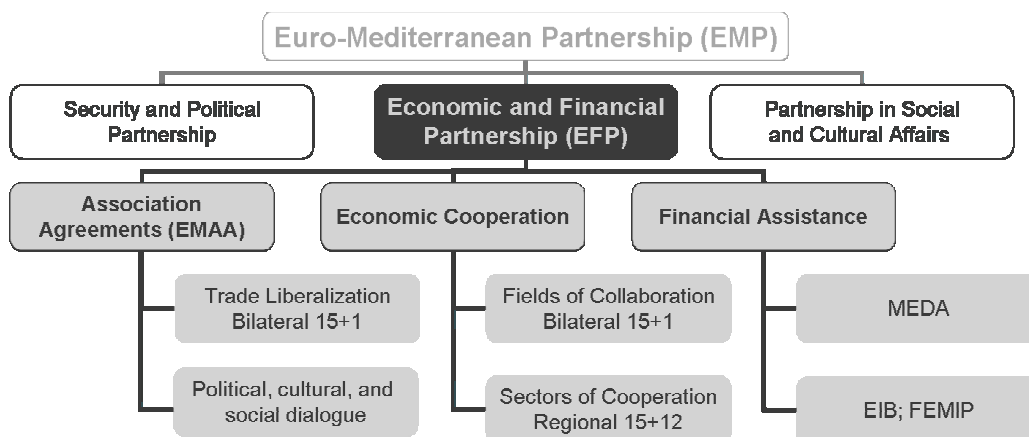 Euro-Mediterranean Partnership (EMP)
Security and Political
Partnership
Economic and Financial
Partnership (EFP)
Partnership in Social
and Cultural Affairs
Association
Agreements (EMAA)
Economic Cooperation
Financial Assistance
Trade Liberalization
Bilateral 15+1
Fields of Collaboration
Bilateral 15+1
MEDA
Political, cultural, and
social dialogue
Sectors of Cooperation
Regional 15+12
EIB; FEMIP